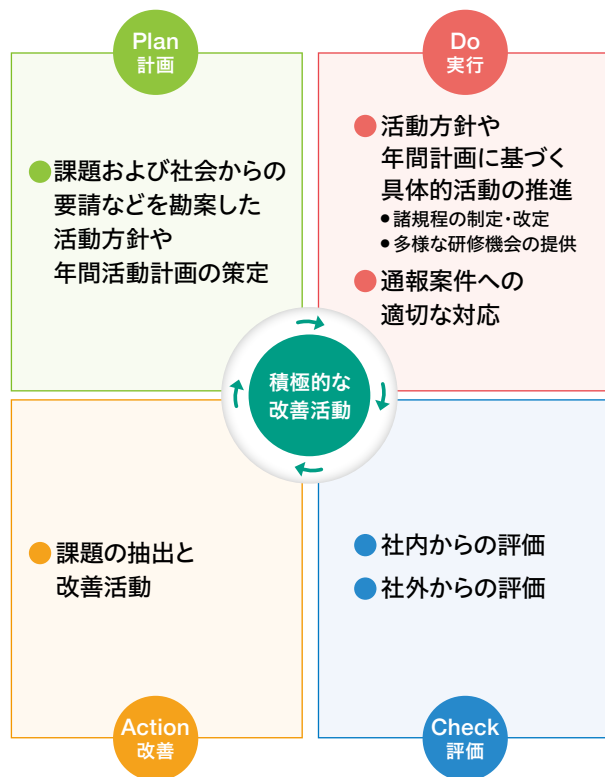 Plan
計画
●課題および社会からの
要請などを勘案した
活動方針や
年間活動計画の策定
Do
実行
●活動方針や
年間計画に基づく
具体的活動の推進
●諸規程の制定・改定
●多様な研修機会の提供
●通報案件への
適切な対応
積極的な
改善活動
●課題の抽出と
改善活動
Action
改善
●社内からの評価
●社外からの評価
Check
評価